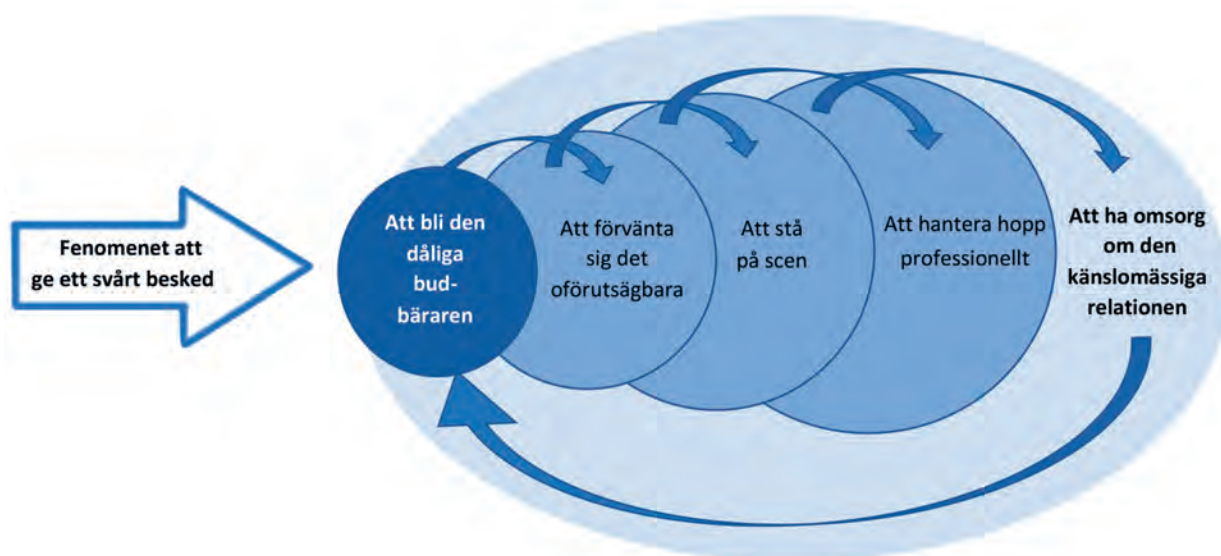 Fenomenet att
ge ett svårt besked
Att bli den
dåliga
bud-
bäraren
Att förvänta
sig det
oförutsägbara
Att stå
på scen
Att hantera hopp
professionellt
Att ha omsorg
om den
känslomässiga
relationen